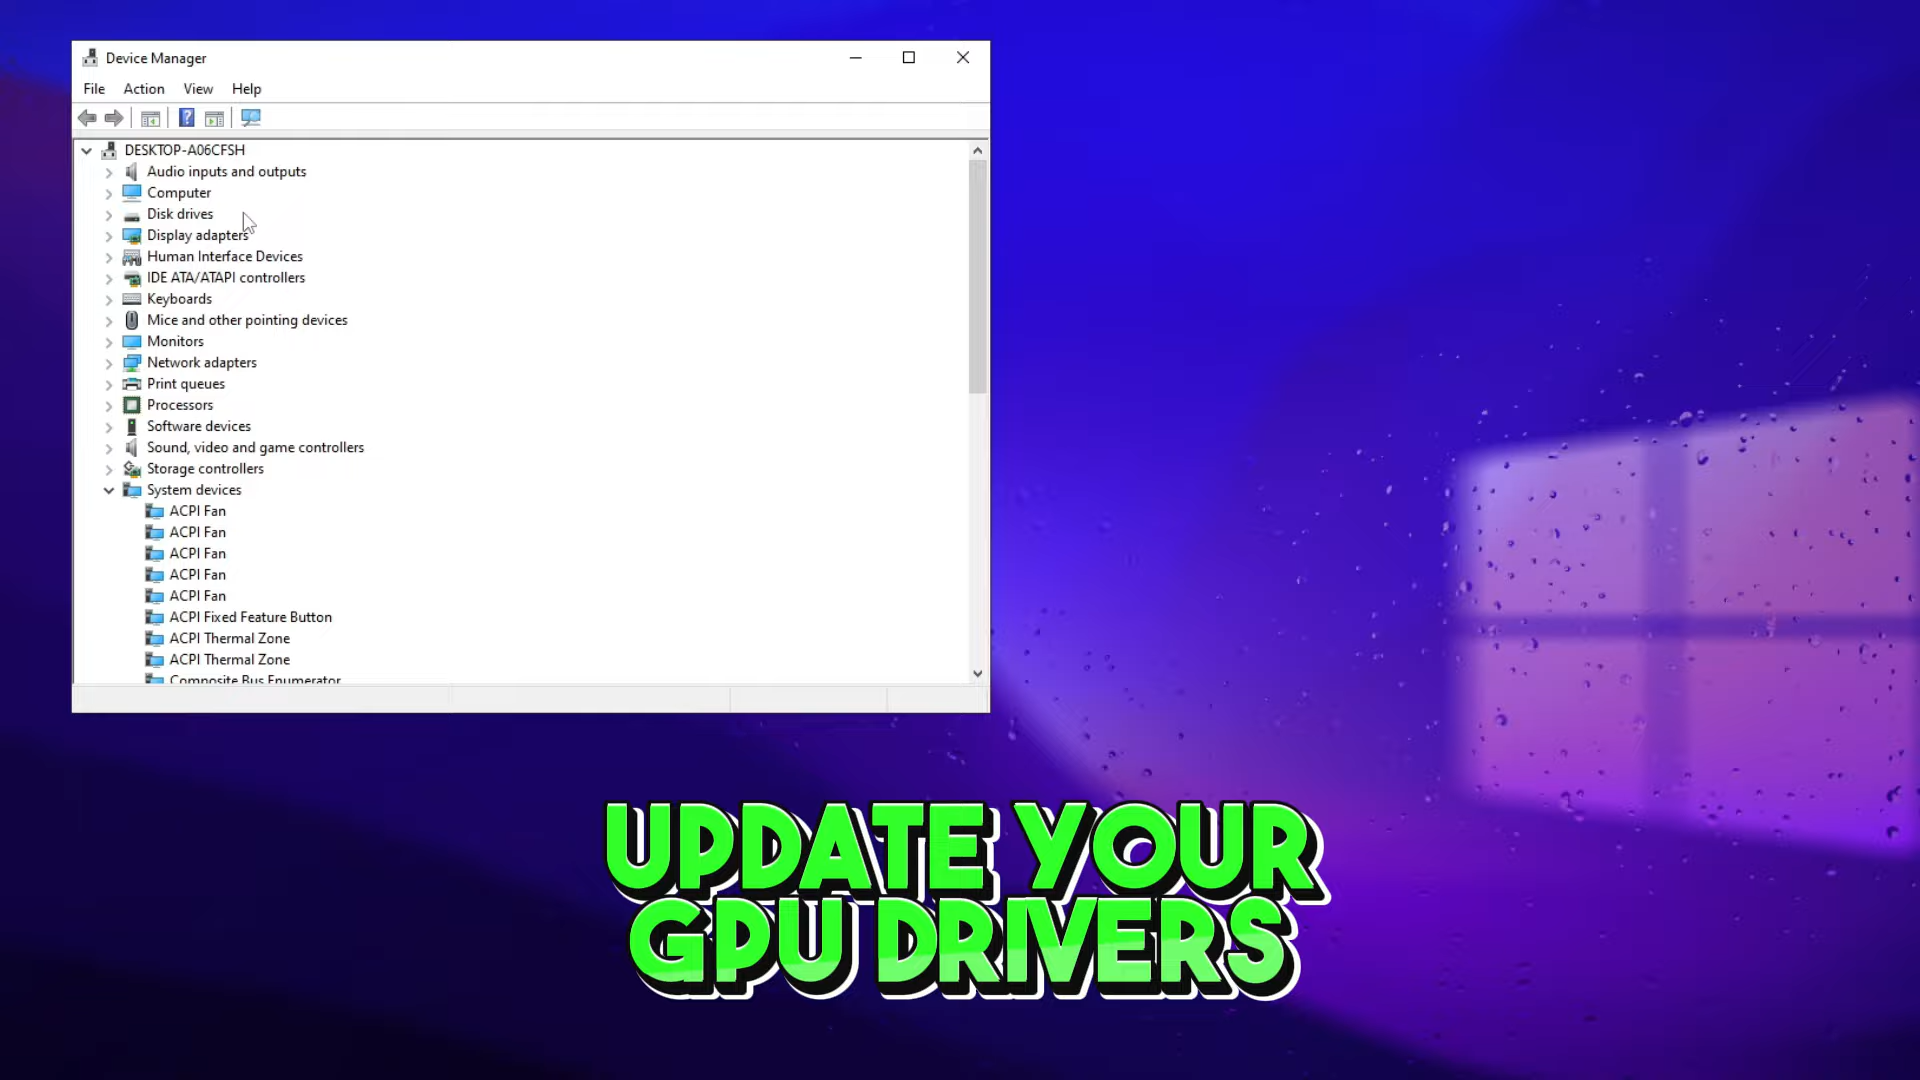 Device Manager
File Action View Help
DESKTOP-A06CFSH
Audio inputs and outputs
Computer
Disk drives
Display adapters
Human Interface Devices
IDE ATA/ATAPI controllers
Keyboards
Mice and other pointing devices
Monitors
Network adapters
Print queues
Processors
Software devices
Sound, video and game controllers
Storage controllers
System devices
ACPI Fan
ACPI Fan
ACPI Fan
ACPI Fan
ACPI Fan
ACPI Fixed Feature Button
ACPI Thermal Zone
ACPI Thermal Zone
Composite Bus Enumerator
UPDATE YOUR
GPU DRIVERS